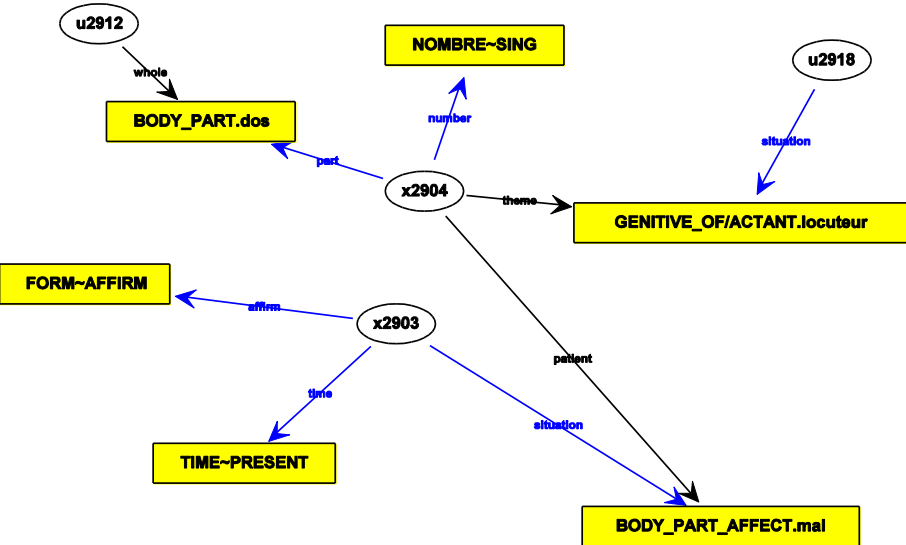 u2912
NOMBRE~SING
u2918
whole
BODY_PART.dos
number
situation
part
x2904
theme
GENITIVE_OF/ACTANT.locuteur
FORM~AFFIRM
affirm
x2903
patient
time
situation
TIME~PRESENT
BODY_PART_AFFECT.mal